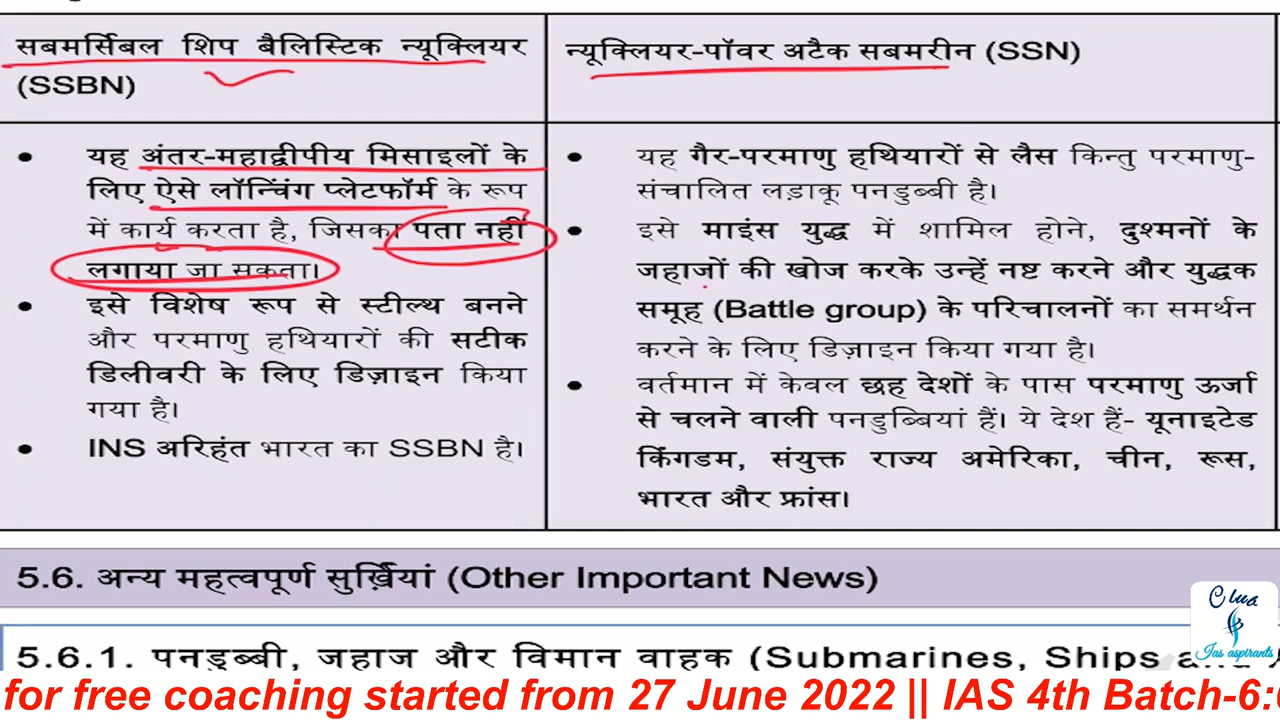 सबमर्सिबल शिप बैलिस्टिक न्यूक्लियर
(SSBN)
न्यूक्लियर-पॉवर अटैक सबमरीन (SSN)
• यह अंतर-महाद्वीपीय मिसाइलों के
लिए ऐसे लॉन्चिंग प्लेटफॉर्म के रूप
में कार्य करता है, जिसका पता नहीं
लगाया जा सकता।
• इसे विशेष रूप से स्टील्थ बनने
और परमाणु हथियारों की सटीक
डिलीवरी के लिए डिज़ाइन किया
गया है।
• INS अरिहंत भारत का SSBN है।
• यह गैर-परमाणु हथियारों से लैस किन्तु परमाणु-
संचालित लड़ाकू पनडुब्बी है।
• इसे माइंस युद्ध में शामिल होने, दुश्मनों के
जहाजों की खोज करके उन्हें नष्ट करने और युद्धक
समूह (Battle group) के परिचालनों का समर्थन
करने के लिए डिज़ाइन किया गया है।
• वर्तमान में केवल छह देशों के पास परमाणु ऊर्जा
से चलने वाली पनडुब्बियां हैं। ये देश हैं- यूनाइटेड
किंगडम, संयुक्त राज्य अमेरिका, चीन, रूस,
भारत और फ्रांस।
5.6. अन्य महत्वपूर्ण सुर्ख़ियां (Other Important News)
5.6.1. पनडुब्बी, जहाज और विमान वाहक (Submarines, Ships and
Ias aspirants
for free coaching started from 27 June 2022 || IAS 4th Batch-6: